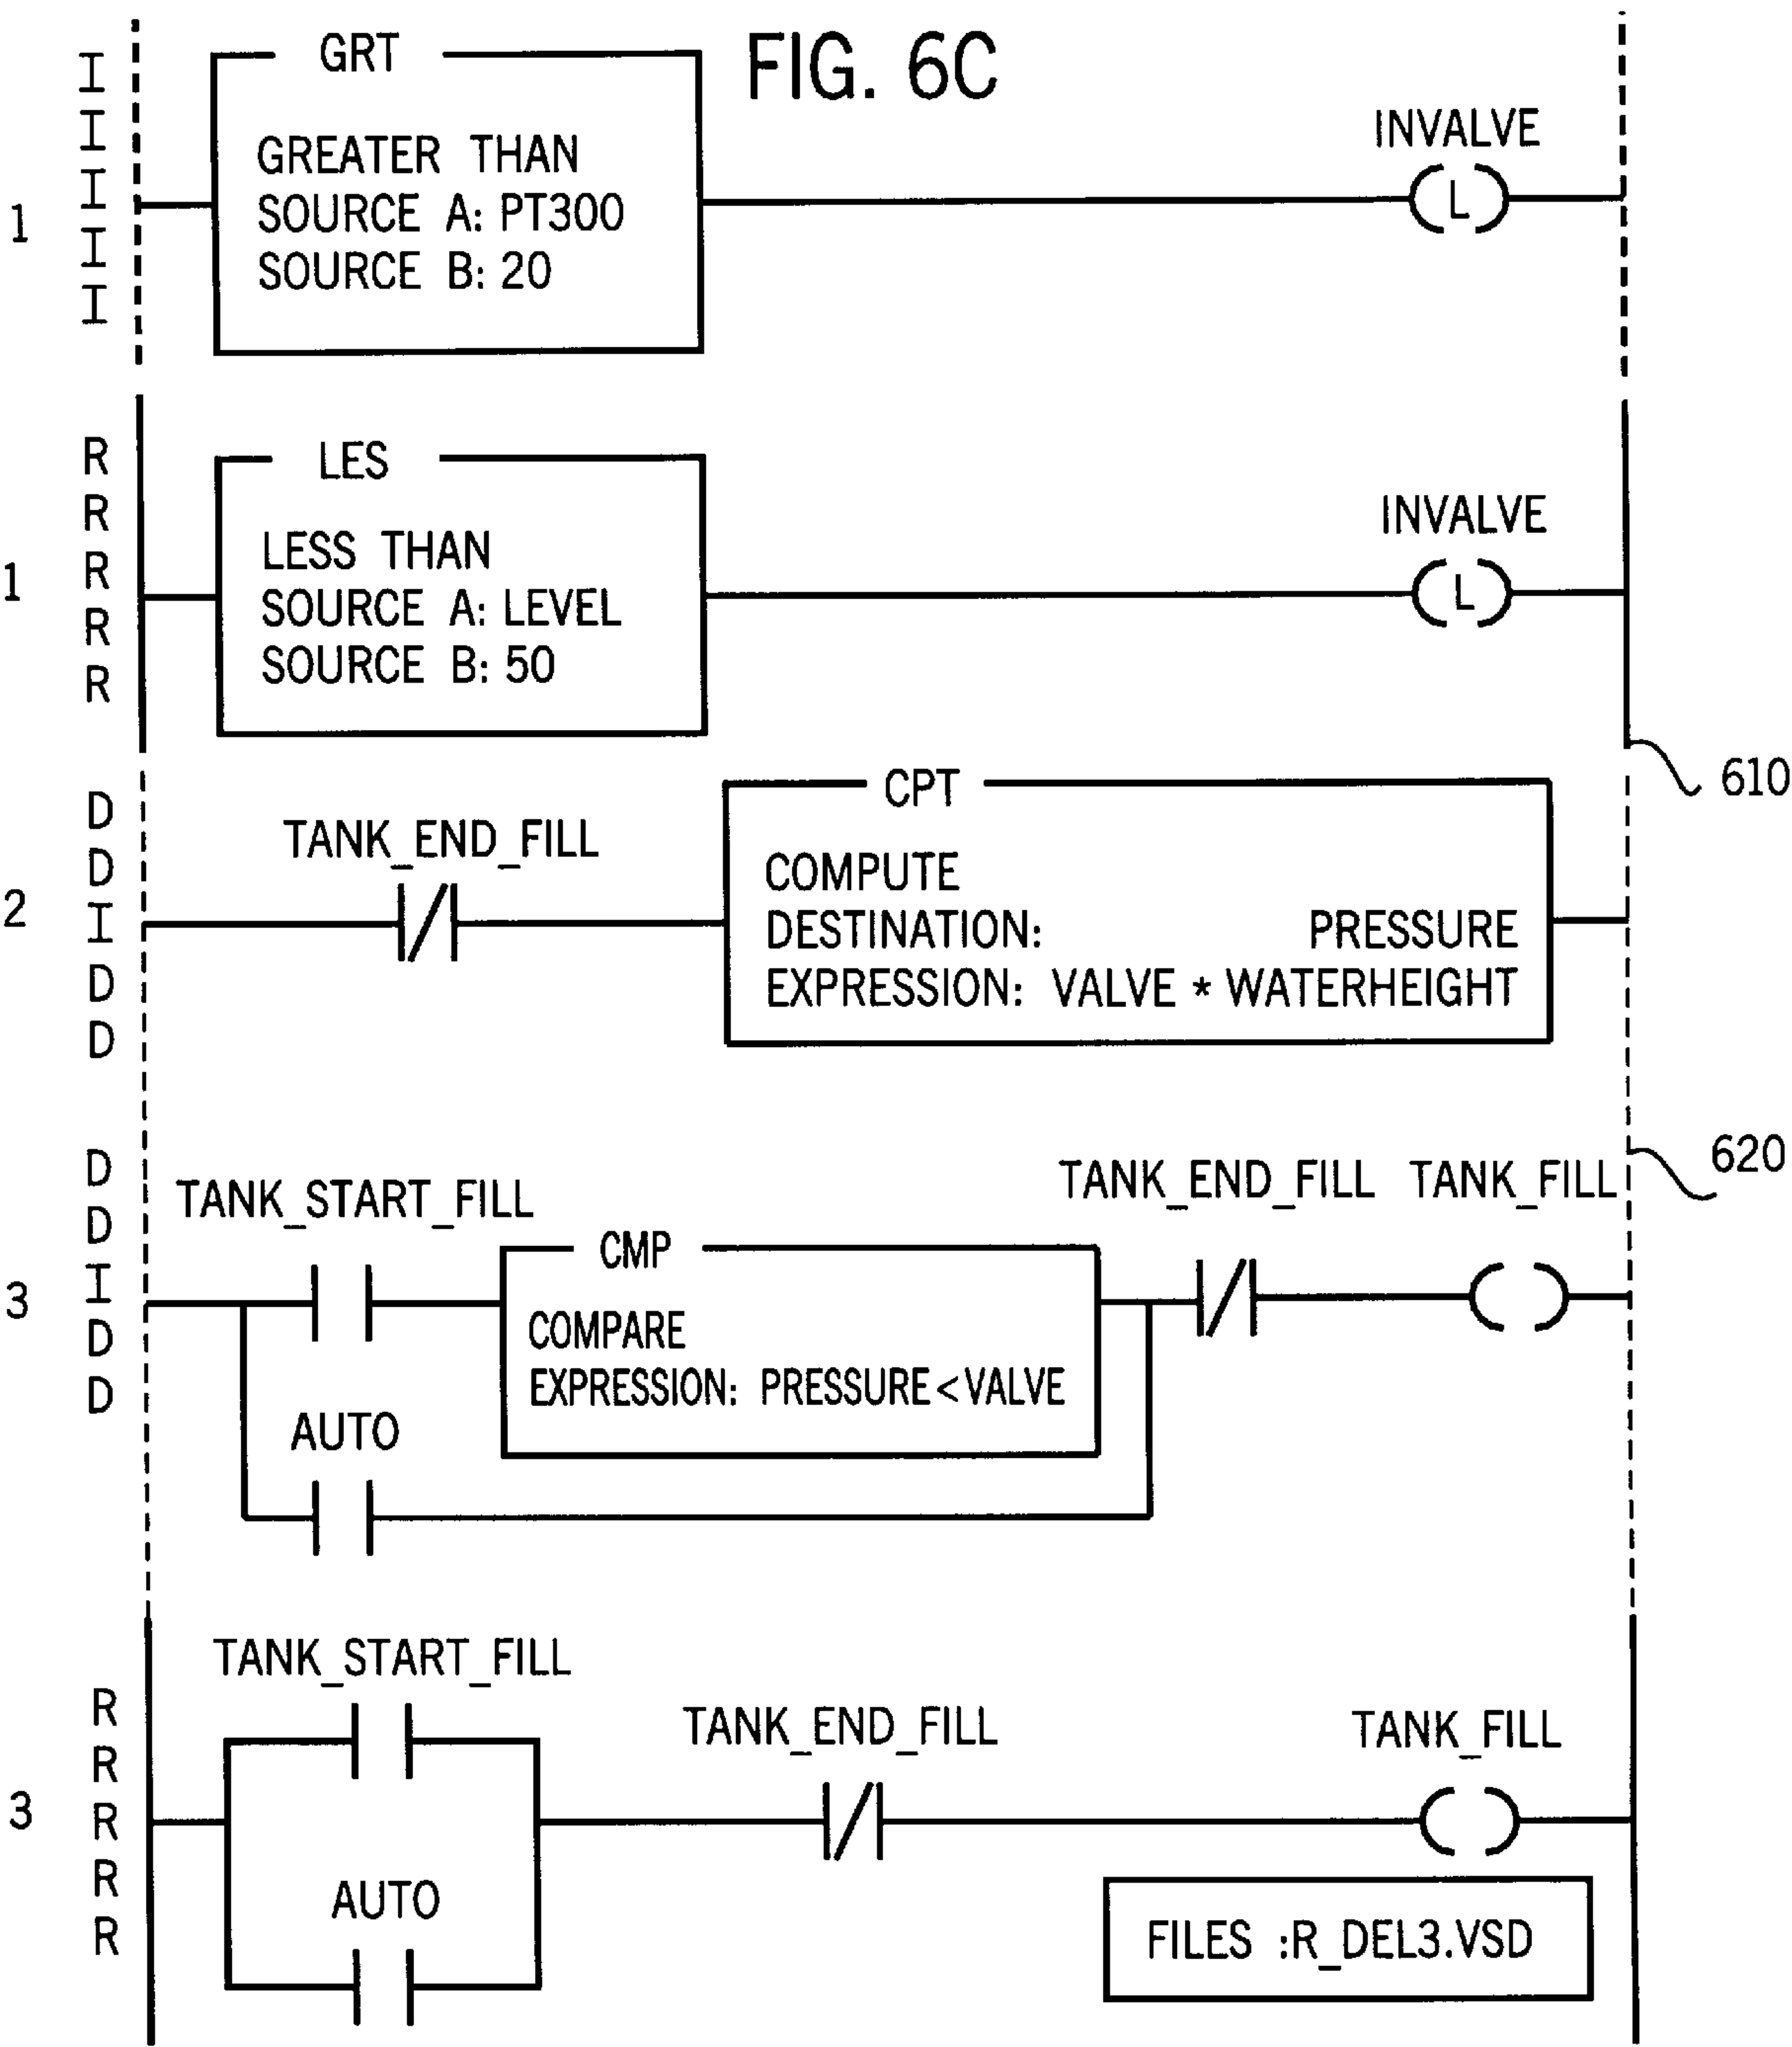 FIG. 6C
I
I
I
I
I
1
GRT
GREATER THAN
SOURCE A: PT300
SOURCE B: 20
INVALVE
L
R
R
R
R
R
1
LES
LESS THAN
SOURCE A: LEVEL
SOURCE B: 50
INVALVE
L
610
D
D
I
D
D
2
TANK_END_FILL
CPT
COMPUTE
DESTINATION: PRESSURE
EXPRESSION: VALVE * WATERHEIGHT
620
D
D
I
D
D
3
TANK_START_FILL
CMP
COMPARE
EXPRESSION: PRESSURE<VALVE
TANK_END_FILL TANK_FILL
AUTO
R
R
R
R
R
3
TANK_START_FILL
TANK_END_FILL
TANK_FILL
AUTO
FILES :R_DEL3.VSD